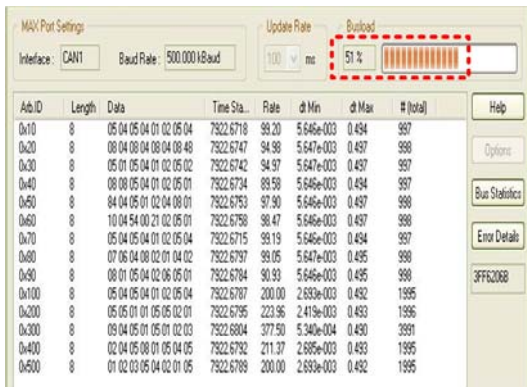 MAX Port Settings
Interface: CAN1 Baud Rate: 500.000 kBaud
Update Rate
100 ms
Busload
51 %
Arb.ID Length Data Time Sta... Rate dt Min dt Max # (total)
0x10 8 05 04 05 04 01 02 05 04 7922.6718 99.20 5.646e-003 0.494 997
0x20 8 08 04 08 04 08 04 08 48 7922.6747 94.98 5.647e-003 0.497 998
0x30 8 05 01 05 04 01 02 05 02 7922.6742 94.97 5.646e-003 0.497 997
0x40 8 08 08 05 04 01 02 05 01 7922.6734 89.58 5.646e-003 0.494 997
0x50 8 84 04 05 01 02 04 08 01 7922.6753 97.90 5.646e-003 0.497 998
0x60 8 10 04 54 00 21 02 05 01 7922.6758 98.47 5.646e-003 0.497 998
0x70 8 05 04 05 04 01 02 05 04 7922.6715 99.19 5.646e-003 0.494 997
0x80 8 07 06 04 08 02 01 04 02 7922.6797 99.05 5.647e-003 0.495 998
0x90 8 08 01 05 04 02 06 05 01 7922.6784 90.93 5.646e-003 0.495 998
0x100 8 05 04 05 04 01 02 05 04 7922.6787 200.00 2.693e-003 0.492 1995
0x200 8 05 05 01 01 05 05 02 01 7922.6795 223.96 2.419e-003 0.493 1996
0x300 8 09 04 05 01 05 01 02 03 7922.6804 377.50 5.340e-004 0.490 3991
0x400 8 02 04 05 08 01 05 04 05 7922.6792 211.37 2.685e-003 0.493 1995
0x500 8 01 02 03 05 04 02 01 05 7922.6789 200.00 2.693e-003 0.492 1995
Help
Options
Bus Statistics
Error Details
3FF6206B